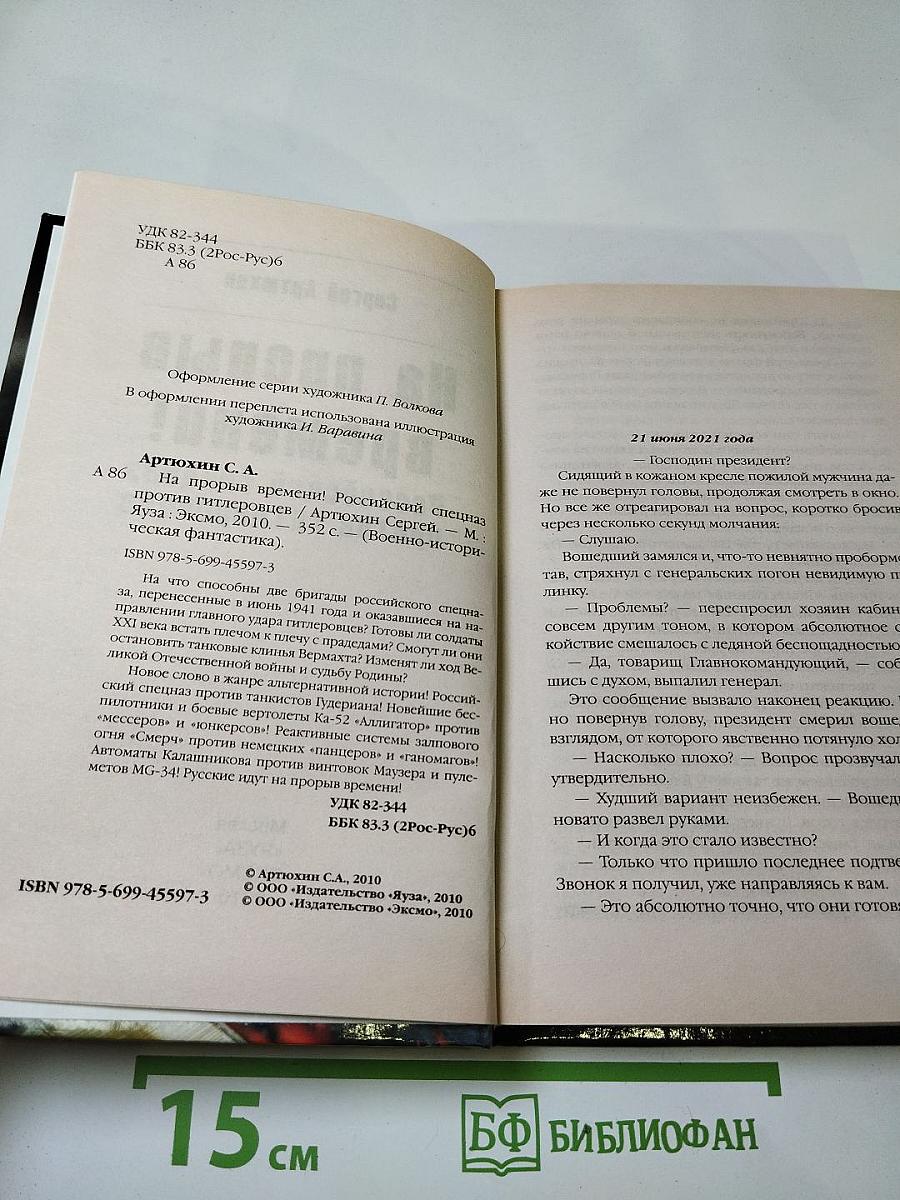 УДК 82-344
ББК 83.3 (2Рос-Рус)6
А 86
Оформление серии художника П. Волкова
В оформлении переплета использована иллюстрация
художника И. Варавина
Артюхин С. А.
А 86 На прорыв времени! Российский спецназ
против гитлеровцев / Артюхин Сергей. — М. :
Яуза : Эксмо, 2010. — 352 с. — (Военно-истори-
ческая фантастика).
ISBN 978-5-699-45597-3
На что способны две бригады российского спецна-
за, перенесенные в июнь 1941 года и оказавшиеся на на-
правлении главного удара гитлеровцев? Готовы ли солдаты
XXI века встать плечом к плечу с прадедами? Смогут ли они
остановить танковые клинья Вермахта? Изменят ли ход Ве-
ликой Отечественной войны и судьбу Родины?
Новое слово в жанре альтернативной истории! Россий-
ский спецназ против танкистов Гудериана! Новейшие бес-
пилотники и боевые вертолеты Ка-52 «Аллигатор» против
«мессеров» и «юнкерсов»! Реактивные системы залпового
огня «Смерч» против немецких «панцеров» и «ганомагов»!
Автоматы Калашникова против винтовок Маузера и пуле-
метов MG-34! Русские идут на прорыв времени!
УДК 82-344
ББК 83.3 (2Рос-Рус)6
© Артюхин С.А., 2010
© ООО «Издательство «Яуза», 2010
ISBN 978-5-699-45597-3 © ООО «Издательство «Эксмо», 2010
21 июня 2021 года
— Господин президент?
Сидящий в кожаном кресле пожилой мужчина да-
же не повернул головы, продолжая смотреть в окно.
Но все же отреагировал на вопрос, коротко бросив
через несколько секунд молчания:
— Слушаю.
Вошедший замялся и, что-то невнятно проборм
тав, стряхнул с генеральских погон невидимую
линку.
— Проблемы? — переспросил хозяин кабин
совсем другим тоном, в котором абсолютное
койствие смешалось с ледяной беспощадностью
— Да, товарищ Главнокомандующий, — соб
шись с духом, выпалил генерал.
Это сообщение вызвало наконец реакцию.
но повернув голову, президент смерил воше
взглядом, от которого явственно потянуло хол
— Насколько плохо? — Вопрос прозвучал
утвердительно.
— Худший вариант неизбежен. — Вошед
новато развел руками.
— И когда это стало известно?
— Только что пришло последнее подтве
Звонок я получил, уже направляясь к вам.
— Это абсолютно точно, что они готов
15 см
БФ БИБЛИОФАН